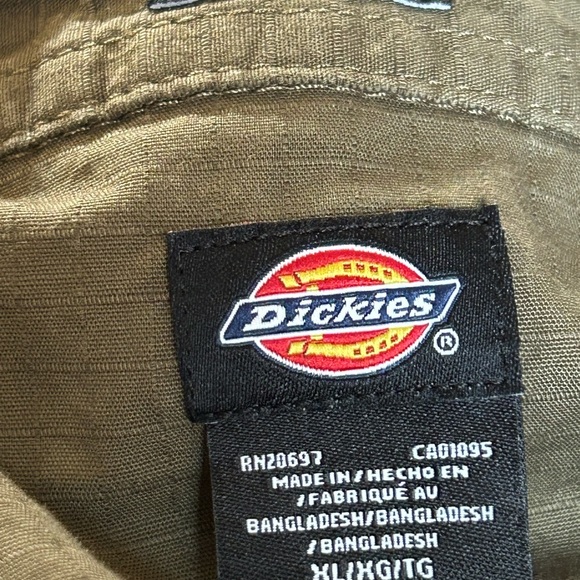 Dickies®
RN20697 CA01095
MADE IN/HECHO EN
/FABRIQUÉ AU
BANGLADESH/BANGLADESH
/BANGLADESH
XL/XG/TG